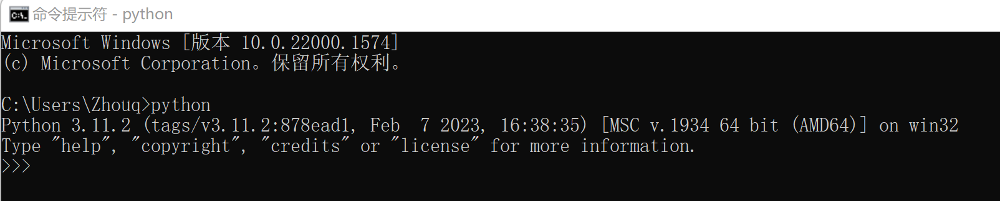 命令提示符 - python
Microsoft Windows [版本 10.0.22000.1574]
(c) Microsoft Corporation。保留所有权利。
C:\Users\Zhouq>python
Python 3.11.2 (tags/v3.11.2:878ead1, Feb  7 2023, 16:38:35) [MSC v.1934 64 bit (AMD64)] on win32
Type "help", "copyright", "credits" or "license" for more information.
>>>